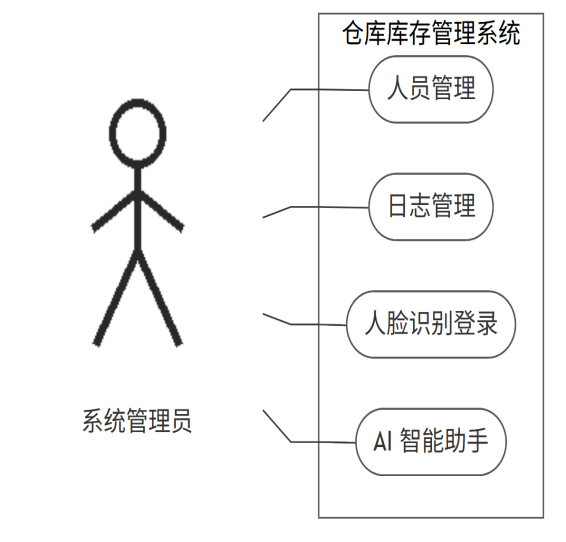 仓库库存管理系统
人员管理
日志管理
人脸识别登录
AI 智能助手
系统管理员